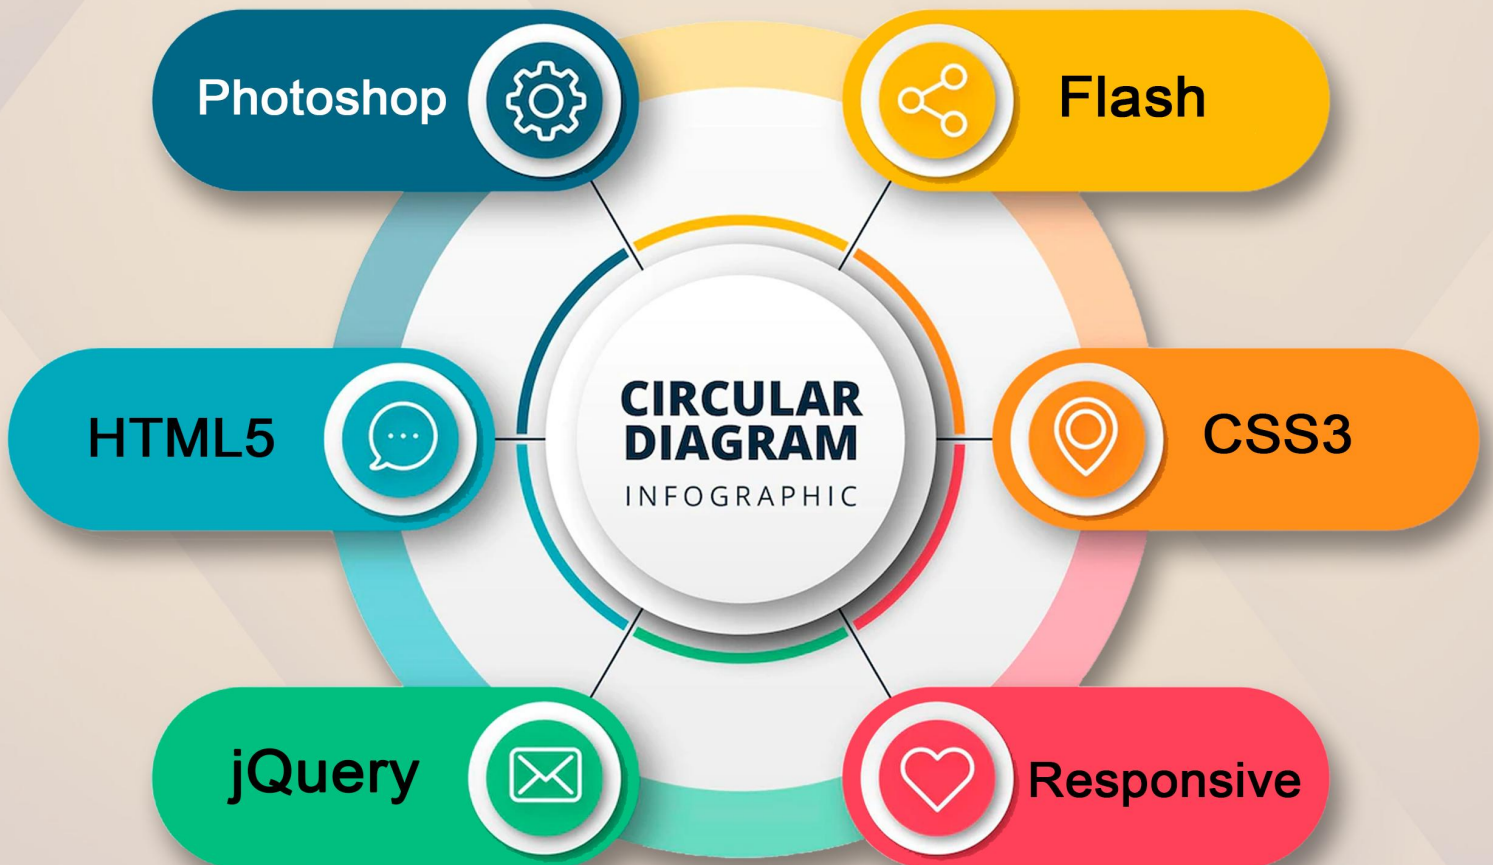 Photoshop
Flash
HTML5
CIRCULAR
DIAGRAM
INFOGRAPHIC
CSS3
jQuery
Responsive